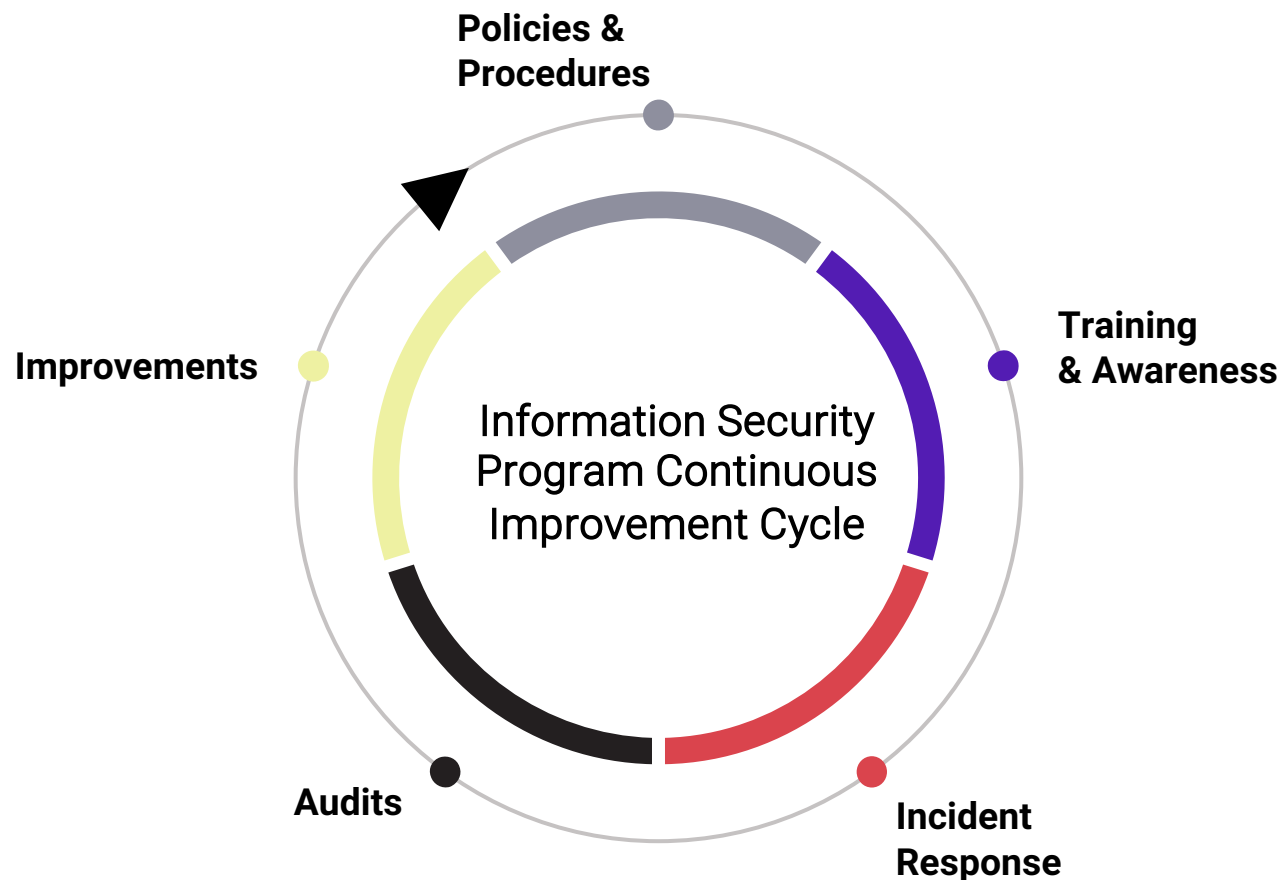 Policies &
Procedures
Training
& Awareness
Improvements
Information Security
Program Continuous
Improvement Cycle
Audits
Incident
Response